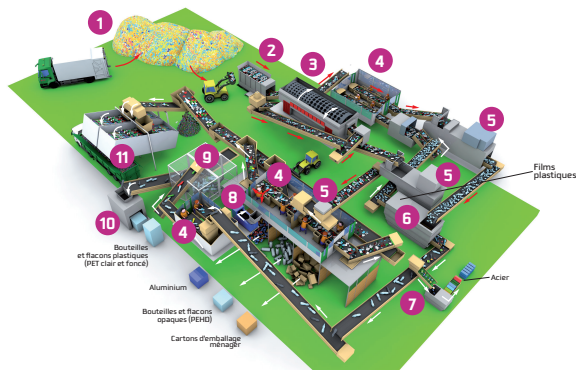 1
2
3
4
5
4
5
Films
plastiques
11
9
4
5
8
6
10
4
7
Acier
Bouteilles
et flacons plastiques
(PET clair et foncé)
Aluminium
Bouteilles et flacons
opaques (PEHD)
Cartons d'emballage
ménager